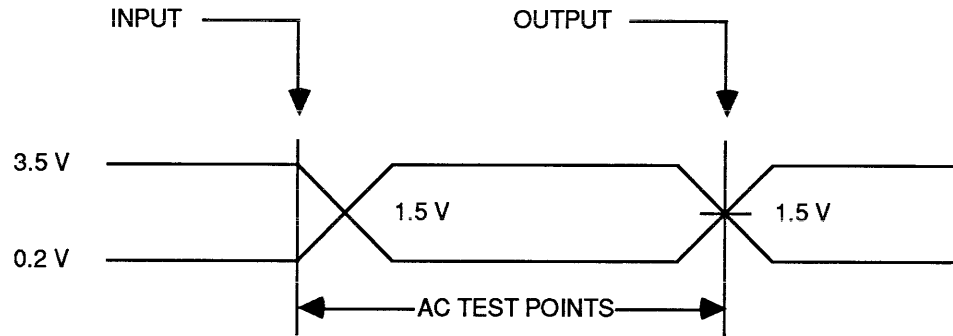 INPUT
OUTPUT
3.5 V
1.5 V
1.5 V
0.2 V
AC TEST POINTS